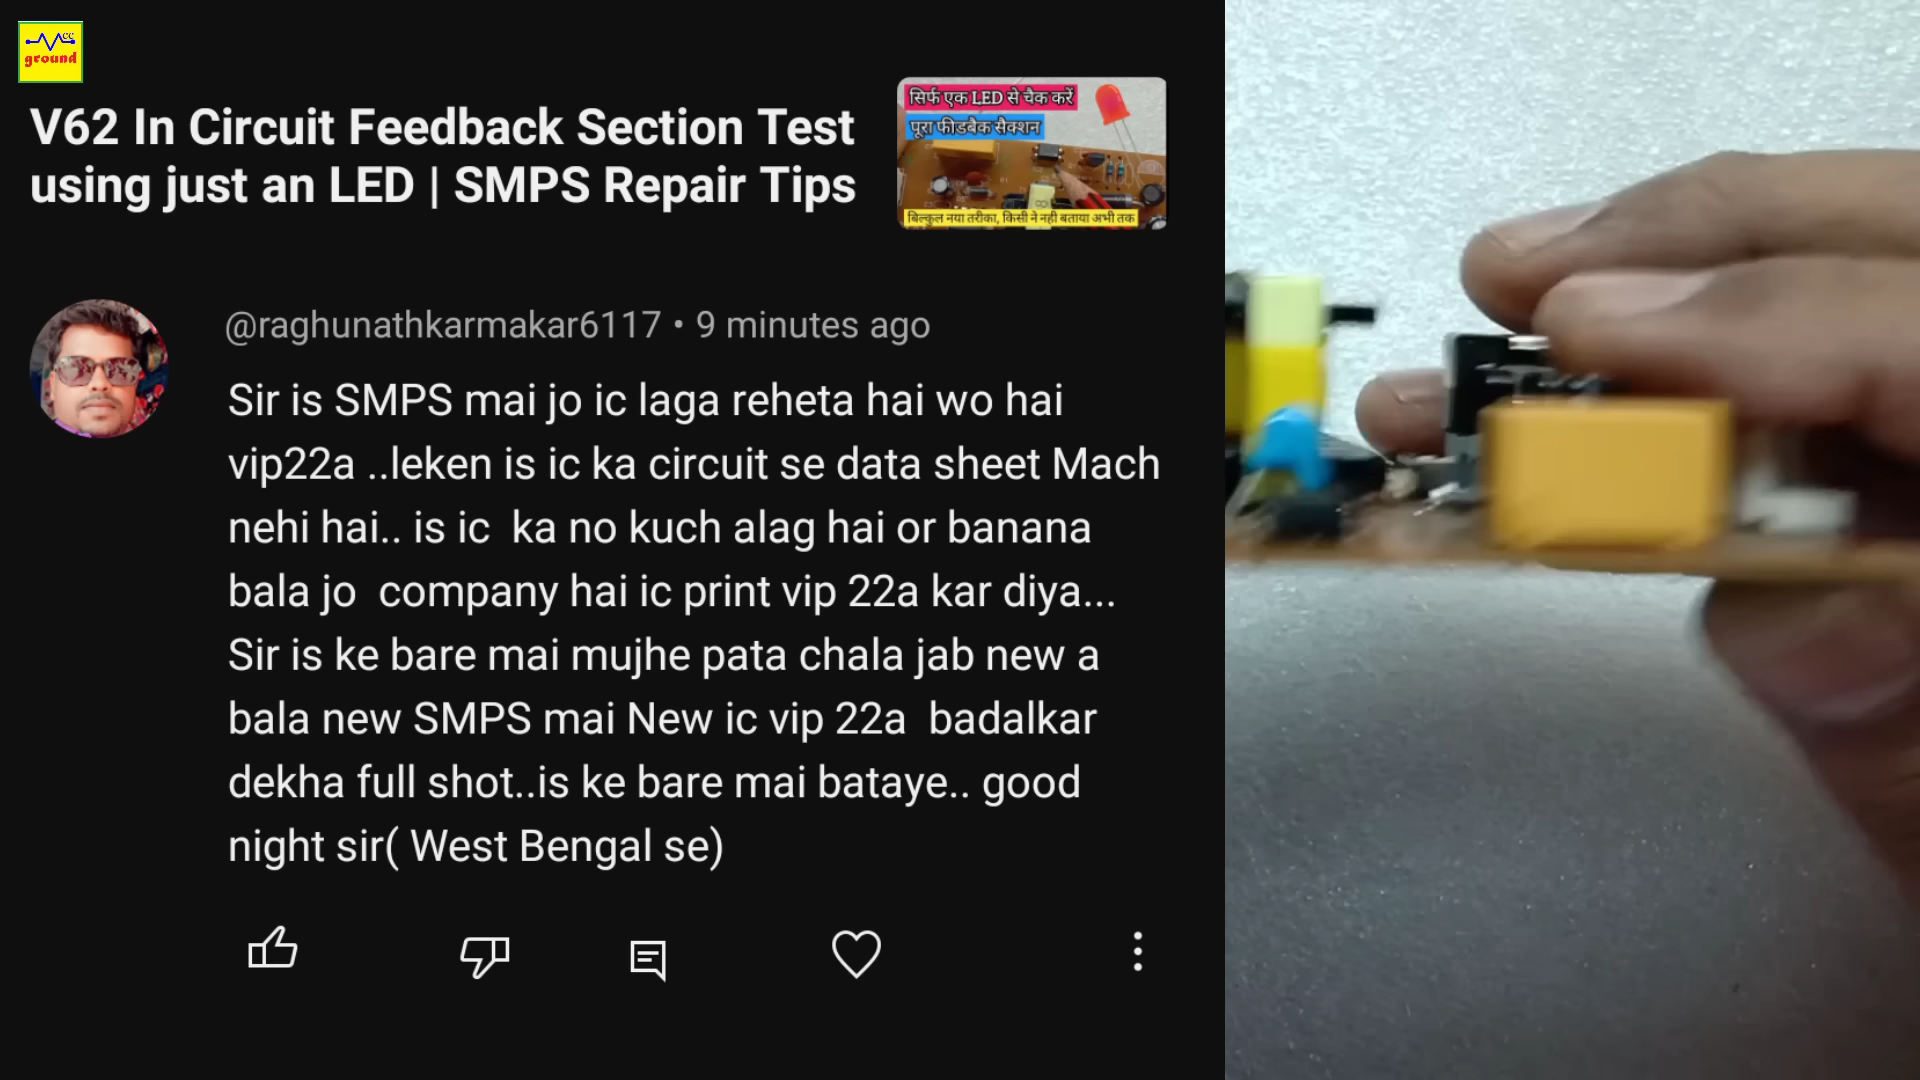 cc
ground
V62 In Circuit Feedback Section Test
using just an LED | SMPS Repair Tips
सिर्फ एक LED से चैक करें
पूरा फीडबैक सैक्शन
बिल्कुल नया तरीका, किसी ने नही बताया अभी तक
@raghunathkarmakar6117 • 9 minutes ago
Sir is SMPS mai jo ic laga reheta hai wo hai
vip22a ..leken is ic ka circuit se data sheet Mach
nehi hai.. is ic  ka no kuch alag hai or banana
bala jo  company hai ic print vip 22a kar diya...
Sir is ke bare mai mujhe pata chala jab new a
bala new SMPS mai New ic vip 22a  badalkar
dekha full shot..is ke bare mai bataye.. good
night sir( West Bengal se)